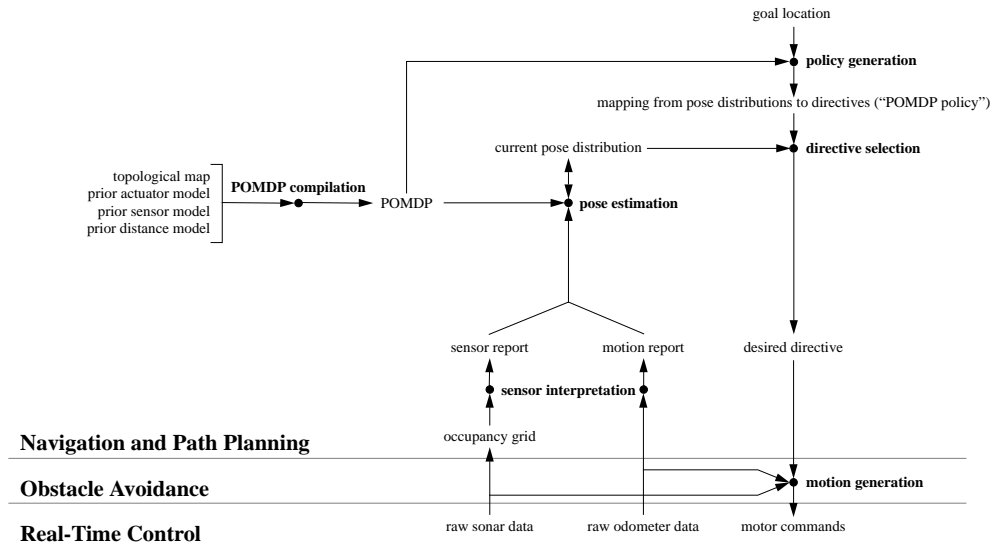 goal location
policy generation
mapping from pose distributions to directives (“POMDP policy”)
current pose distribution
directive selection
topological map
prior actuator model
prior sensor model
prior distance model
POMDP compilation
POMDP
pose estimation
sensor report
motion report
desired directive
sensor interpretation
occupancy grid
Navigation and Path Planning
Obstacle Avoidance
motion generation
Real-Time Control
raw sonar data
raw odometer data
motor commands